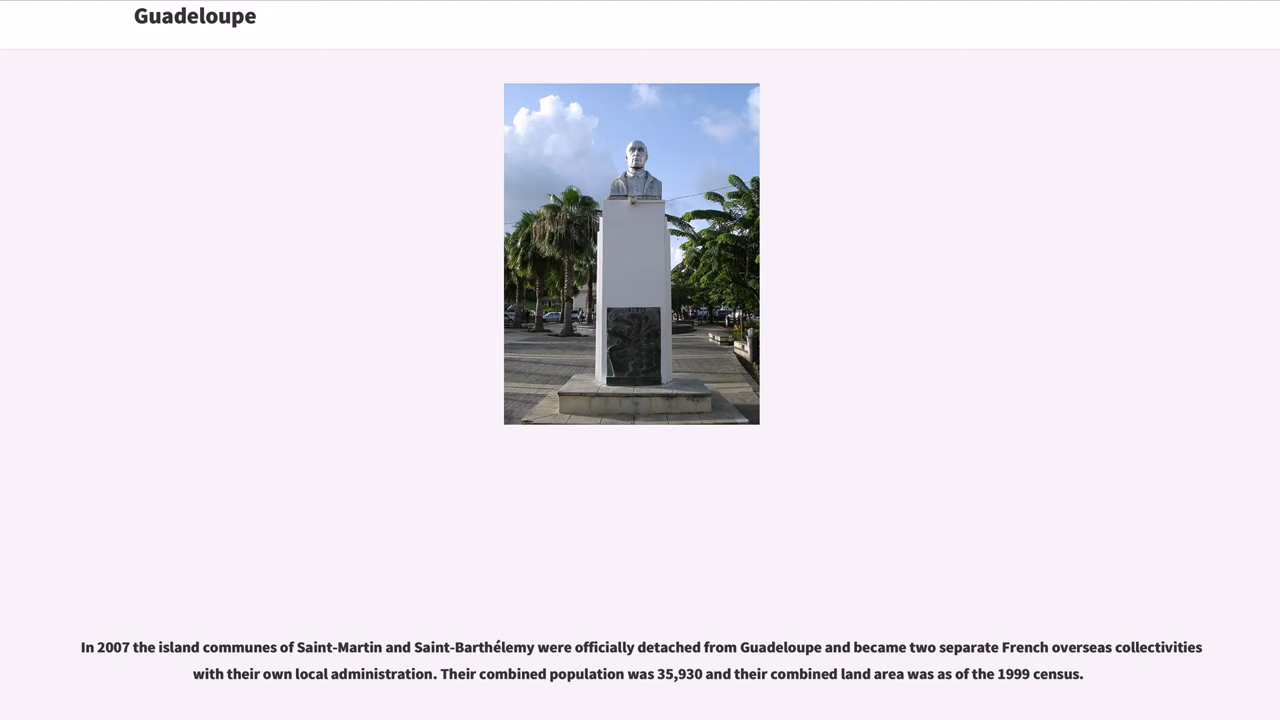 Guadeloupe
In 2007 the island communes of Saint-Martin and Saint-Barthélemy were officially detached from Guadeloupe and became two separate French overseas collectivities
with their own local administration. Their combined population was 35,930 and their combined land area was as of the 1999 census.